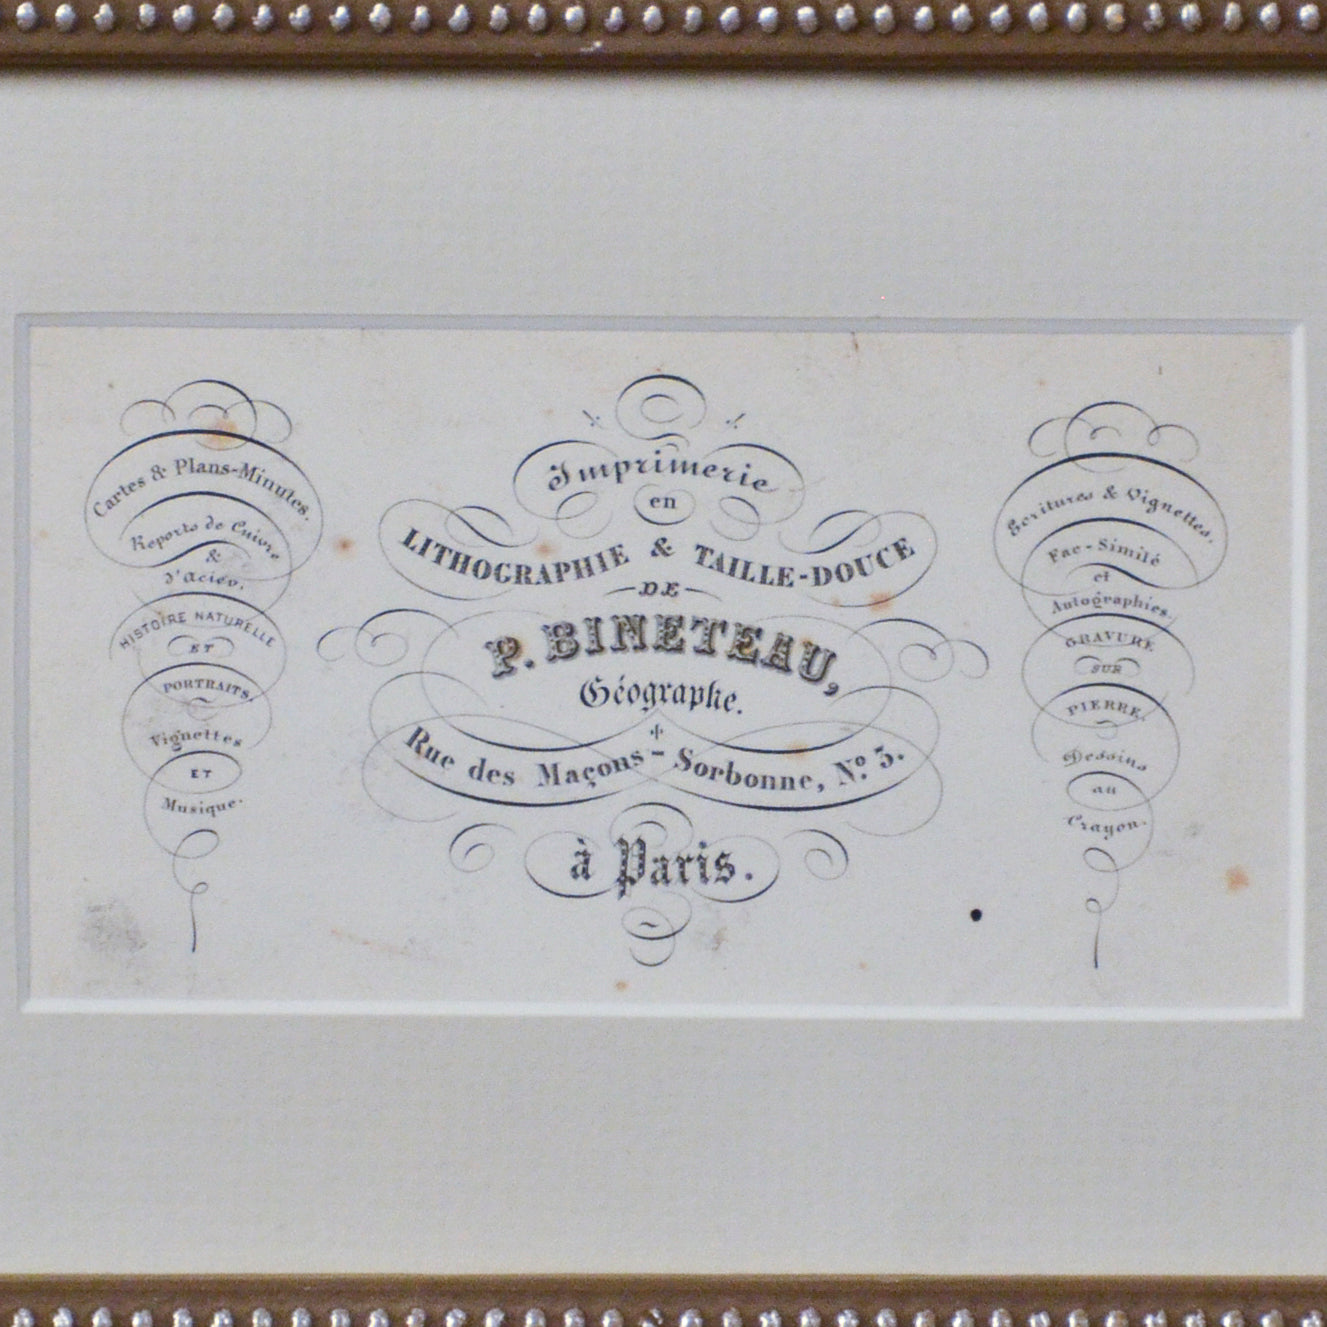 Cartes & Plans-Minutes.
Reports de Cuivre
&
d'Acier.
HISTOIRE NATURELLE
ET
PORTRAITS.
Vignettes
ET
Musique.
Imprimerie
en
LITHOGRAPHIE & TAILLE-DOUCE
DE
P. BINETEAU,
Géographe.
Rue des Maçons-Sorbonne, No. 3.
à Paris.
Ecritures & Vignettes.
Fac-Similé
et
Autographies.
GRAVURE
SUR
PIERRE.
Dessins
au
Crayon.